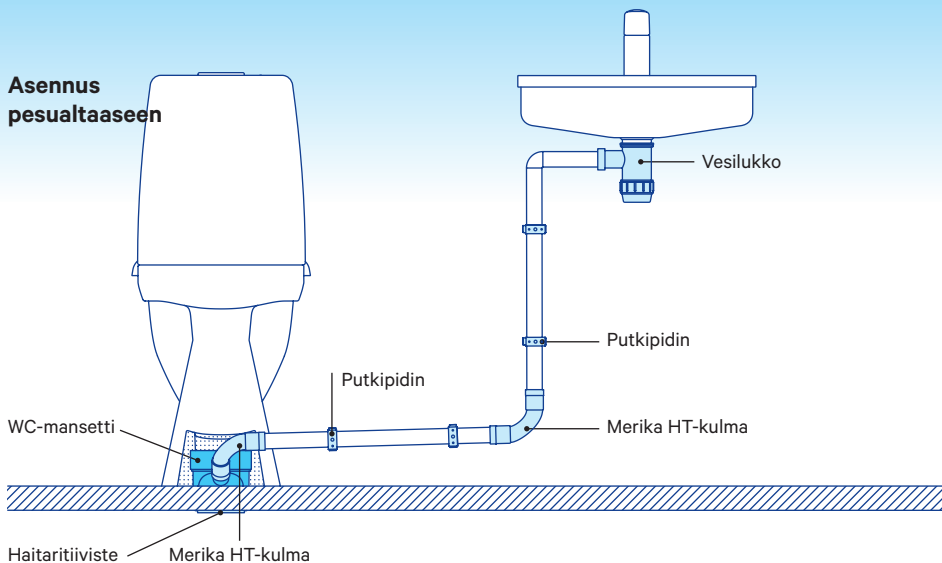 Asennus
pesualtaaseen
Vesilukko
Putkipidin
Putkipidin
WC-mansetti
Merika HT-kulma
Haitaritiiviste
Merika HT-kulma